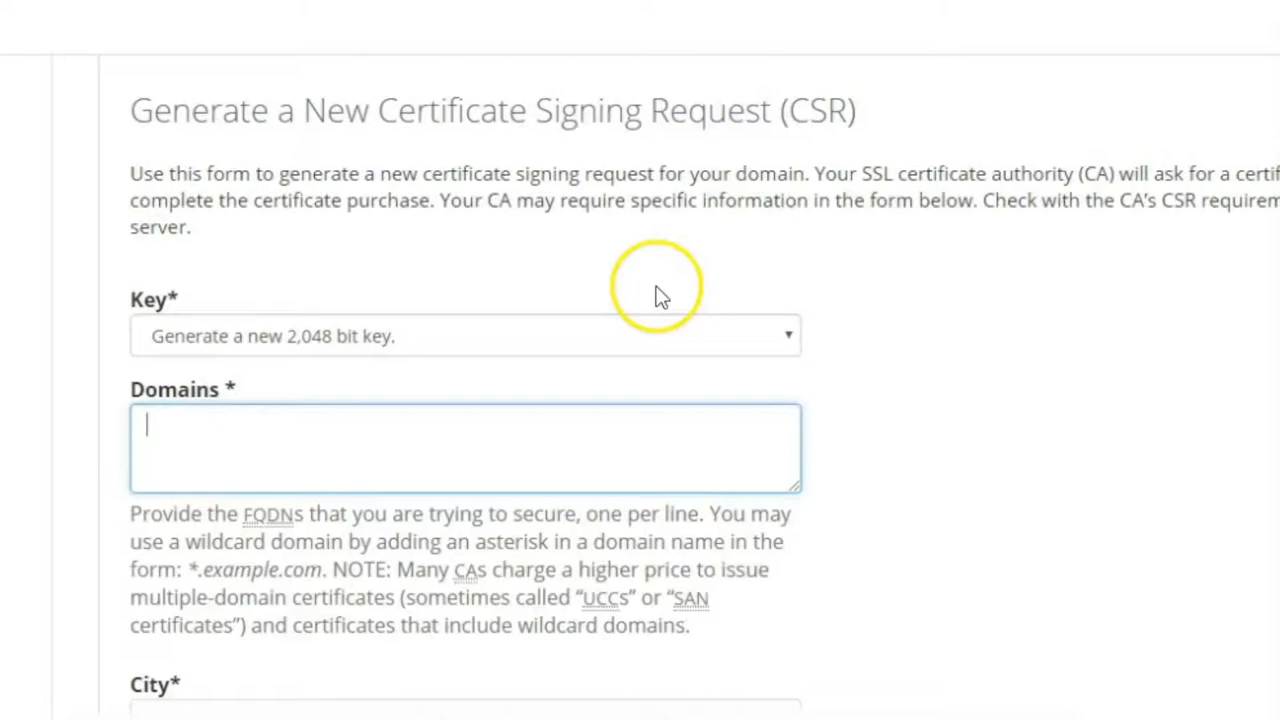 Generate a New Certificate Signing Request (CSR)
Use this form to generate a new certificate signing request for your domain. Your SSL certificate authority (CA) will ask for a
complete the certificate purchase. Your CA may require specific information in the form below. Check with the CA's CSR
server.
Key*
Generate a new 2,048 bit key.
Domains *
Provide the FQDNs that you are trying to secure, one per line. You may
use a wildcard domain by adding an asterisk in a domain name in the
form: *.example.com. NOTE: Many CAs charge a higher price to issue
multiple-domain certificates (sometimes called “UCCs” or “SAN
certificates”) and certificates that include wildcard domains.
City*